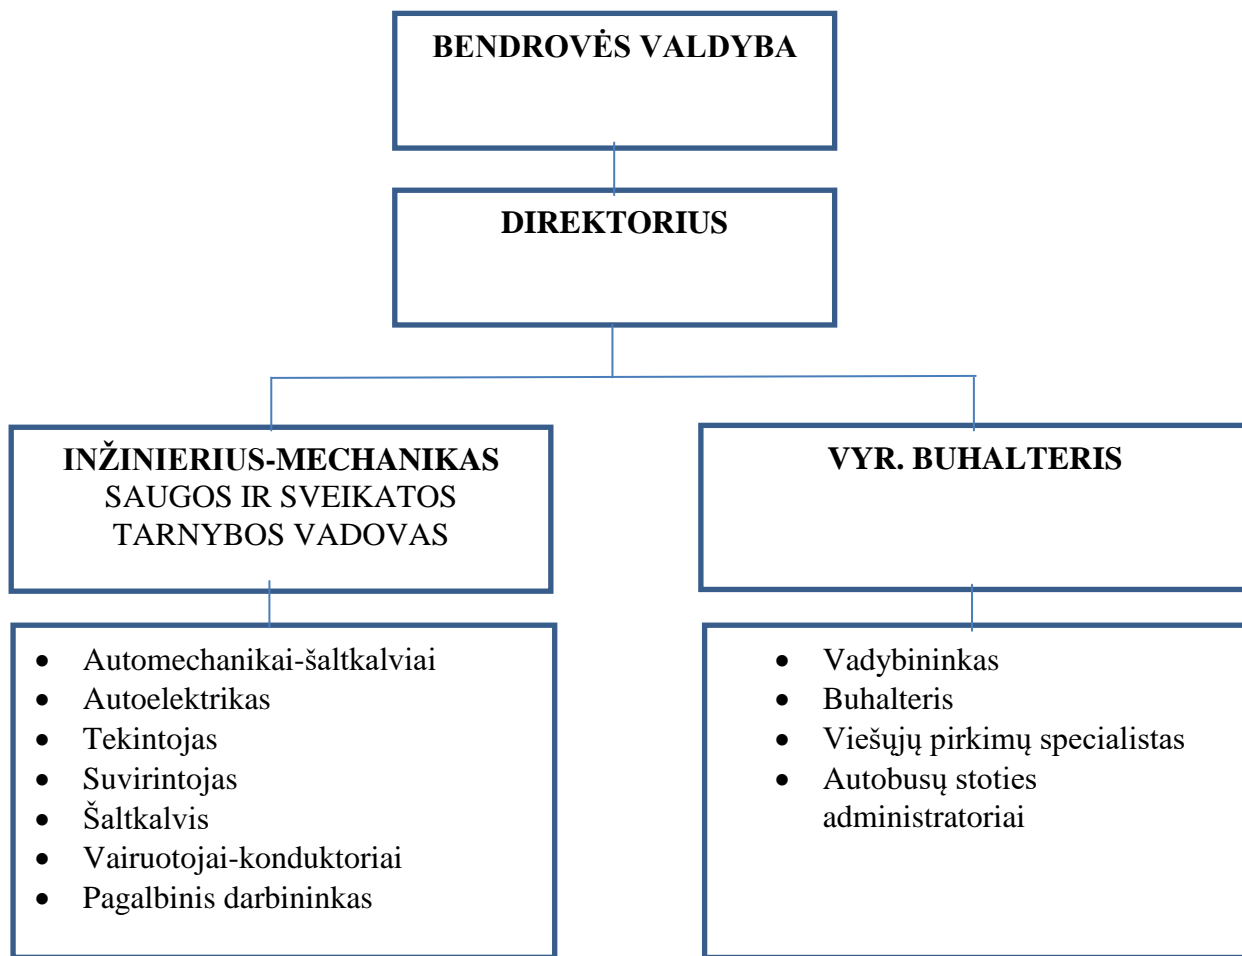 BENDROVĖS VALDYBA
DIREKTORIUS
INŽINIERIUS-MECHANIKAS
SAUGOS IR SVEIKATOS
TARNYBOS VADOVAS
VYR. BUHALTERIS
• Automechanikai-šaltkalviai
• Autoelektrikas
• Tekintojas
• Suvirintojas
• Šaltkalvis
• Vairuotojai-konduktoriai
• Pagalbinis darbininkas
• Vadybininkas
• Buhalteris
• Viešųjų pirkimų specialistas
• Autobusų stoties
administratoriai